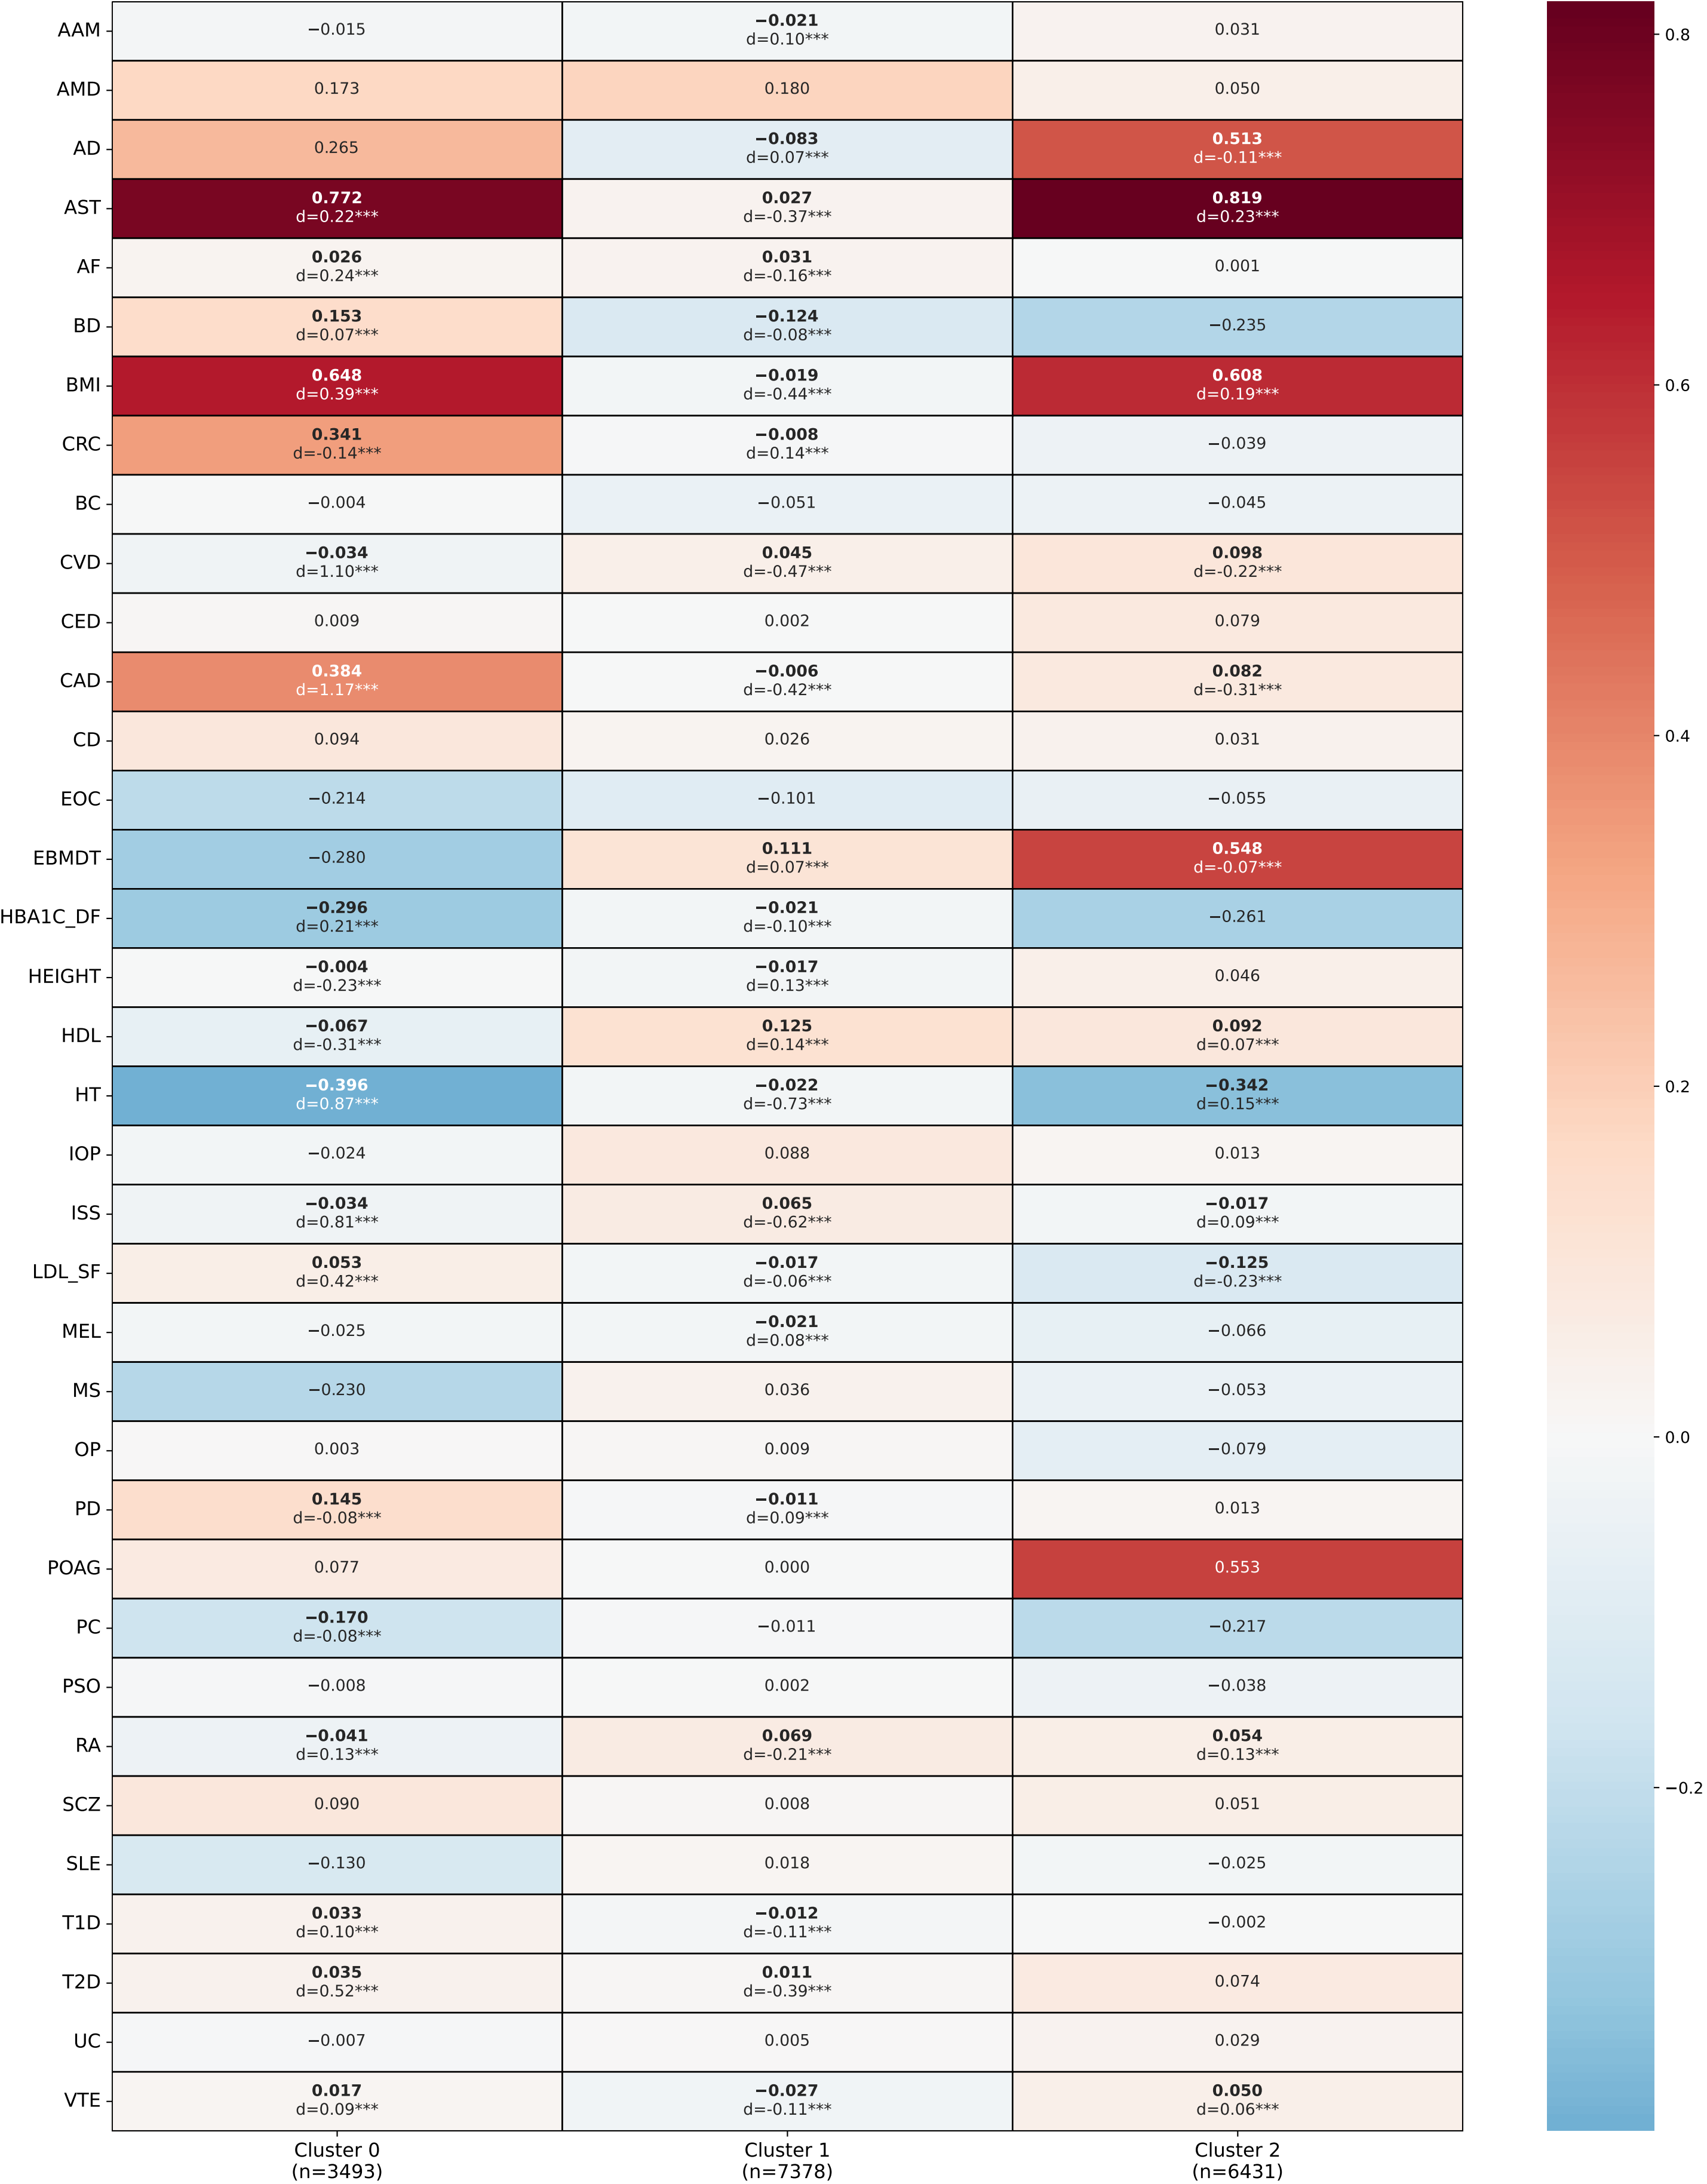 AAM −0.015 −0.021 0.031
d=0.10***
AMD 0.173 0.180 0.050
AD 0.265 −0.083 0.513
d=0.07*** d=-0.11***
AST 0.772 0.027 0.819
d=0.22*** d=-0.37*** d=0.23***
AF 0.026 0.031 0.001
d=0.24*** d=-0.16***
BD 0.153 −0.124 −0.235
d=0.07*** d=-0.08***
BMI 0.648 −0.019 0.608
d=0.39*** d=-0.44*** d=0.19***
CRC 0.341 −0.008 −0.039
d=-0.14*** d=0.14***
BC −0.004 −0.051 −0.045
CVD −0.034 0.045 0.098
d=1.10*** d=-0.47*** d=-0.22***
CED 0.009 0.002 0.079
CAD 0.384 −0.006 0.082
d=1.17*** d=-0.42*** d=-0.31***
CD 0.094 0.026 0.031
EOC −0.214 −0.101 −0.055
EBMDT −0.280 0.111 0.548
d=0.07*** d=-0.07***
HBA1C_DF −0.296 −0.021 −0.261
d=0.21*** d=-0.10***
HEIGHT −0.004 −0.017 0.046
d=-0.23*** d=0.13***
HDL −0.067 0.125 0.092
d=-0.31*** d=0.14*** d=0.07***
HT −0.396 −0.022 −0.342
d=0.87*** d=-0.73*** d=0.15***
IOP −0.024 0.088 0.013
ISS −0.034 0.065 −0.017
d=0.81*** d=-0.62*** d=0.09***
LDL_SF 0.053 −0.017 −0.125
d=0.42*** d=-0.06*** d=-0.23***
MEL −0.025 −0.021 −0.066
d=0.08***
MS −0.230 0.036 −0.053
OP 0.003 0.009 −0.079
PD 0.145 −0.011 0.013
d=-0.08*** d=0.09***
POAG 0.077 0.000 0.553
PC −0.170 −0.011 −0.217
d=-0.08***
PSO −0.008 0.002 −0.038
RA −0.041 0.069 0.054
d=0.13*** d=-0.21*** d=0.13***
SCZ 0.090 0.008 0.051
SLE −0.130 0.018 −0.025
T1D 0.033 −0.012 −0.002
d=0.10*** d=-0.11***
T2D 0.035 0.011 0.074
d=0.52*** d=-0.39***
UC −0.007 0.005 0.029
VTE 0.017 −0.027 0.050
d=0.09*** d=-0.11*** d=0.06***
Cluster 0 Cluster 1 Cluster 2
(n=3493) (n=7378) (n=6431)
0.8
0.6
0.4
0.2
0.0
−0.2